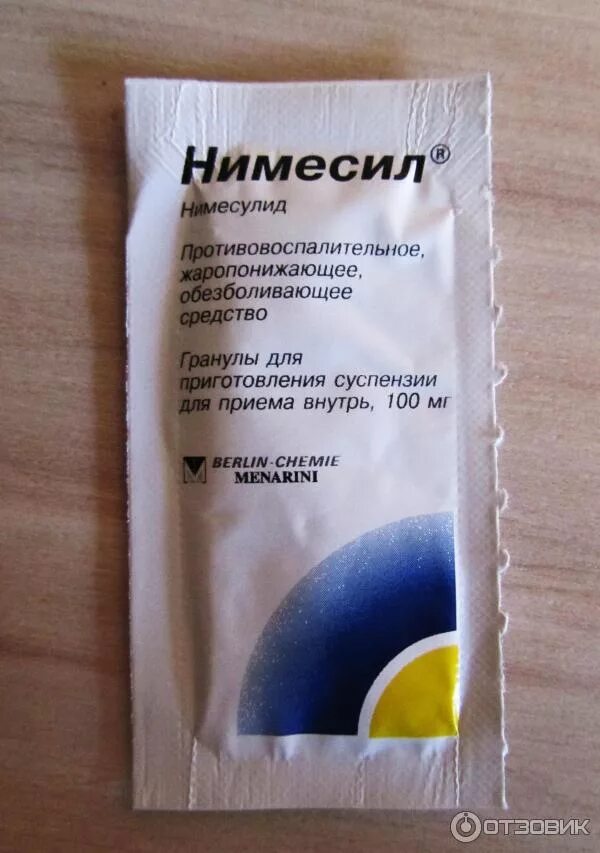 Нимесил®
Нимесулид
Противовоспалительное,
жаропонижающее,
обезболивающее
средство
Гранулы для
приготовления суспензии
для приема внутрь, 100 мг
BERLIN-CHEMIE
MENARINI
ОТЗОВИК